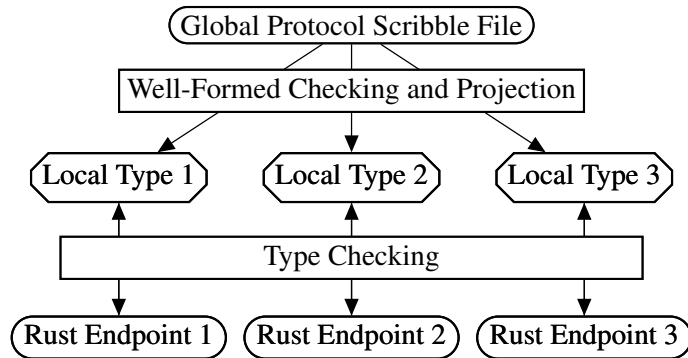 Global Protocol Scribble File
Well-Formed Checking and Projection
Local Type 1
Local Type 2
Local Type 3
Type Checking
Rust Endpoint 1
Rust Endpoint 2
Rust Endpoint 3